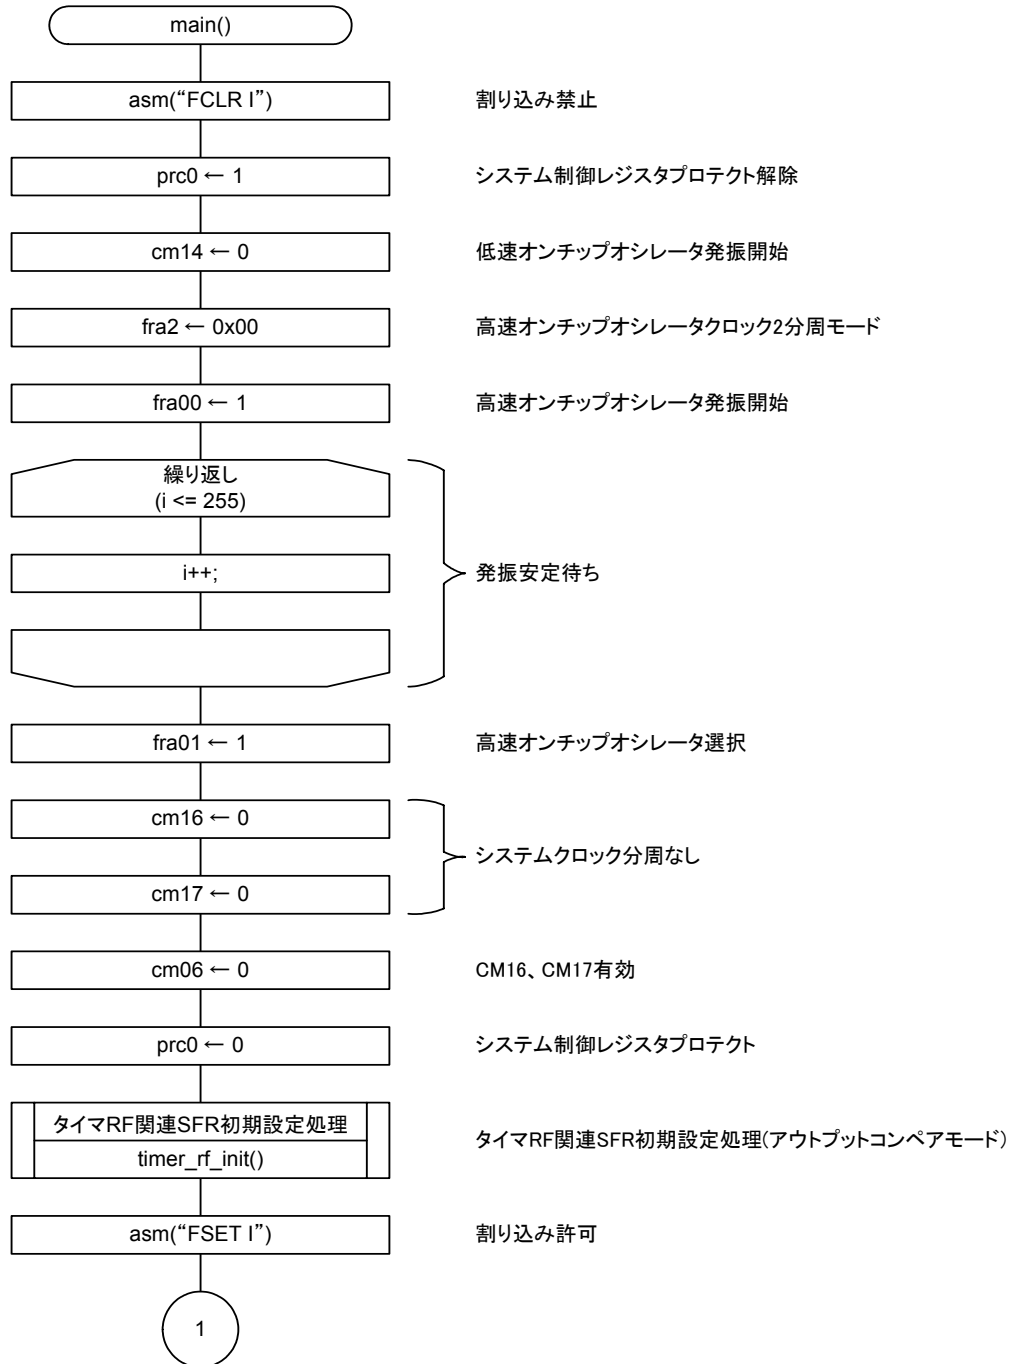 main()
asm(“FCLR I”)
割り込み禁止
prc0 ← 1
システム制御レジスタプロテクト解除
cm14 ← 0
低速オンチップオシレータ発振開始
fra2 ← 0x00
高速オンチップオシレータクロック2分周モード
fra00 ← 1
高速オンチップオシレータ発振開始
繰り返し
(i <= 255)
i++;
発振安定待ち
fra01 ← 1
高速オンチップオシレータ選択
cm16 ← 0
システムクロック分周なし
cm17 ← 0
cm06 ← 0
CM16、CM17有効
prc0 ← 0
システム制御レジスタプロテクト
タイマRF関連SFR初期設定処理
timer_rf_init()
タイマRF関連SFR初期設定処理(アウトプットコンペアモード)
asm(“FSET I”)
割り込み許可
1